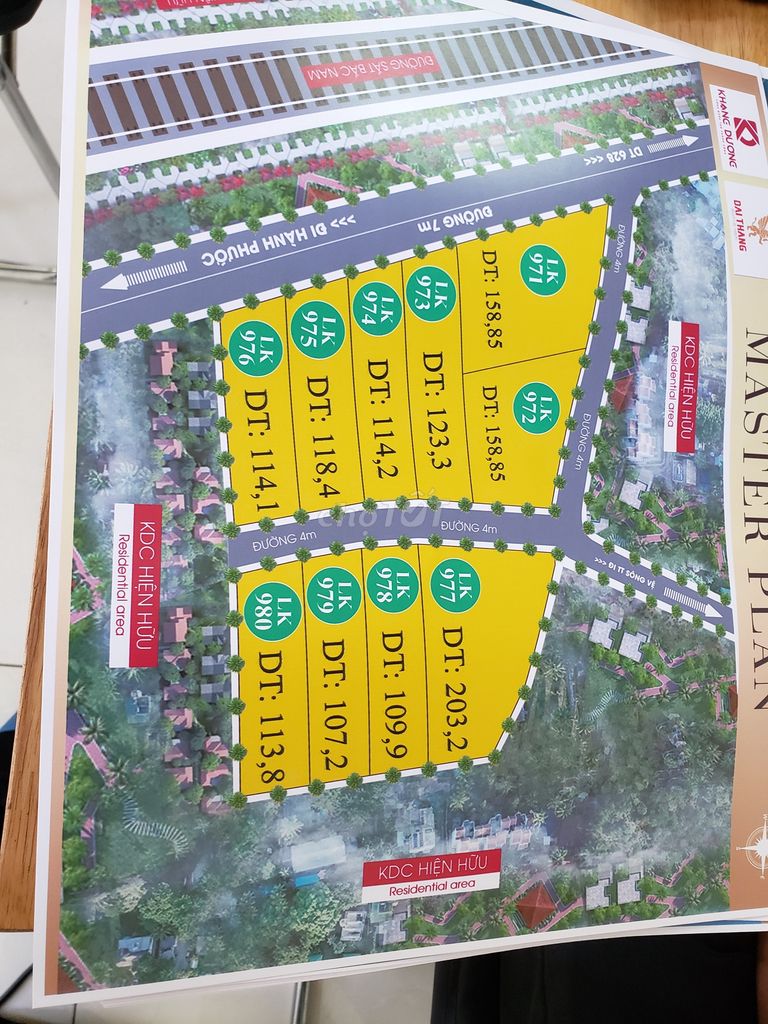 MASTER PLAN
KHANG DƯƠNG
ĐẠI THẮNG
ĐƯỜNG SẮT BẮC NAM
DT 628 <<<
>>> ĐI HÀNH PHƯỚC
ĐƯỜNG 7m
ĐƯỜNG 4m
ĐƯỜNG 4m
LK
971
DT: 158,85
LK
972
DT: 158,85
LK
973
DT: 123,3
LK
974
DT: 114,2
LK
975
DT: 118,4
LK
976
DT: 114,1
KDC HIỆN HỮU
Residential area
ĐƯỜNG 4m
ĐƯỜNG 4m
CHỢ TỐT
>>> ĐI TT SÔNG VỆ
LK
977
DT: 203,2
LK
978
DT: 109,9
LK
979
DT: 107,2
LK
980
DT: 113,8
KDC HIỆN HỮU
Residential area
KDC HIỆN HỮU
Residential area